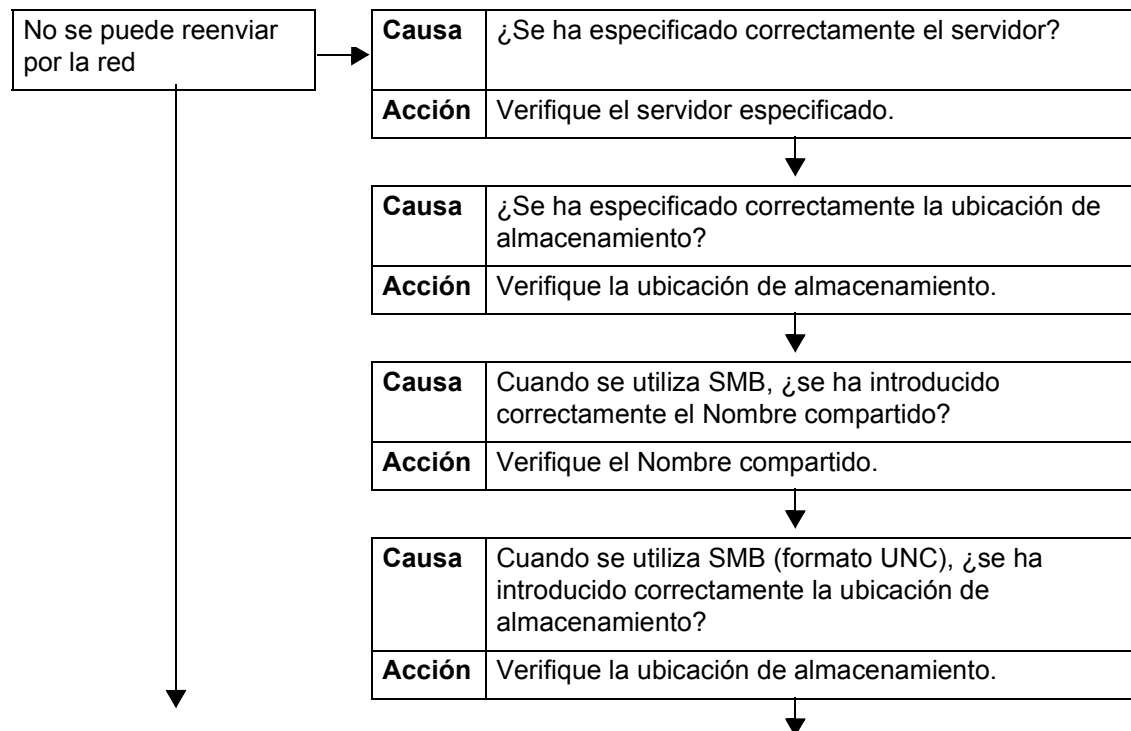 No se puede reenviar
por la red
Causa ¿Se ha especificado correctamente el servidor?
Acción Verifique el servidor especificado.
Causa ¿Se ha especificado correctamente la ubicación de
almacenamiento?
Acción Verifique la ubicación de almacenamiento.
Causa Cuando se utiliza SMB, ¿se ha introducido
correctamente el Nombre compartido?
Acción Verifique el Nombre compartido.
Causa Cuando se utiliza SMB (formato UNC), ¿se ha
introducido correctamente la ubicación de
almacenamiento?
Acción Verifique la ubicación de almacenamiento.